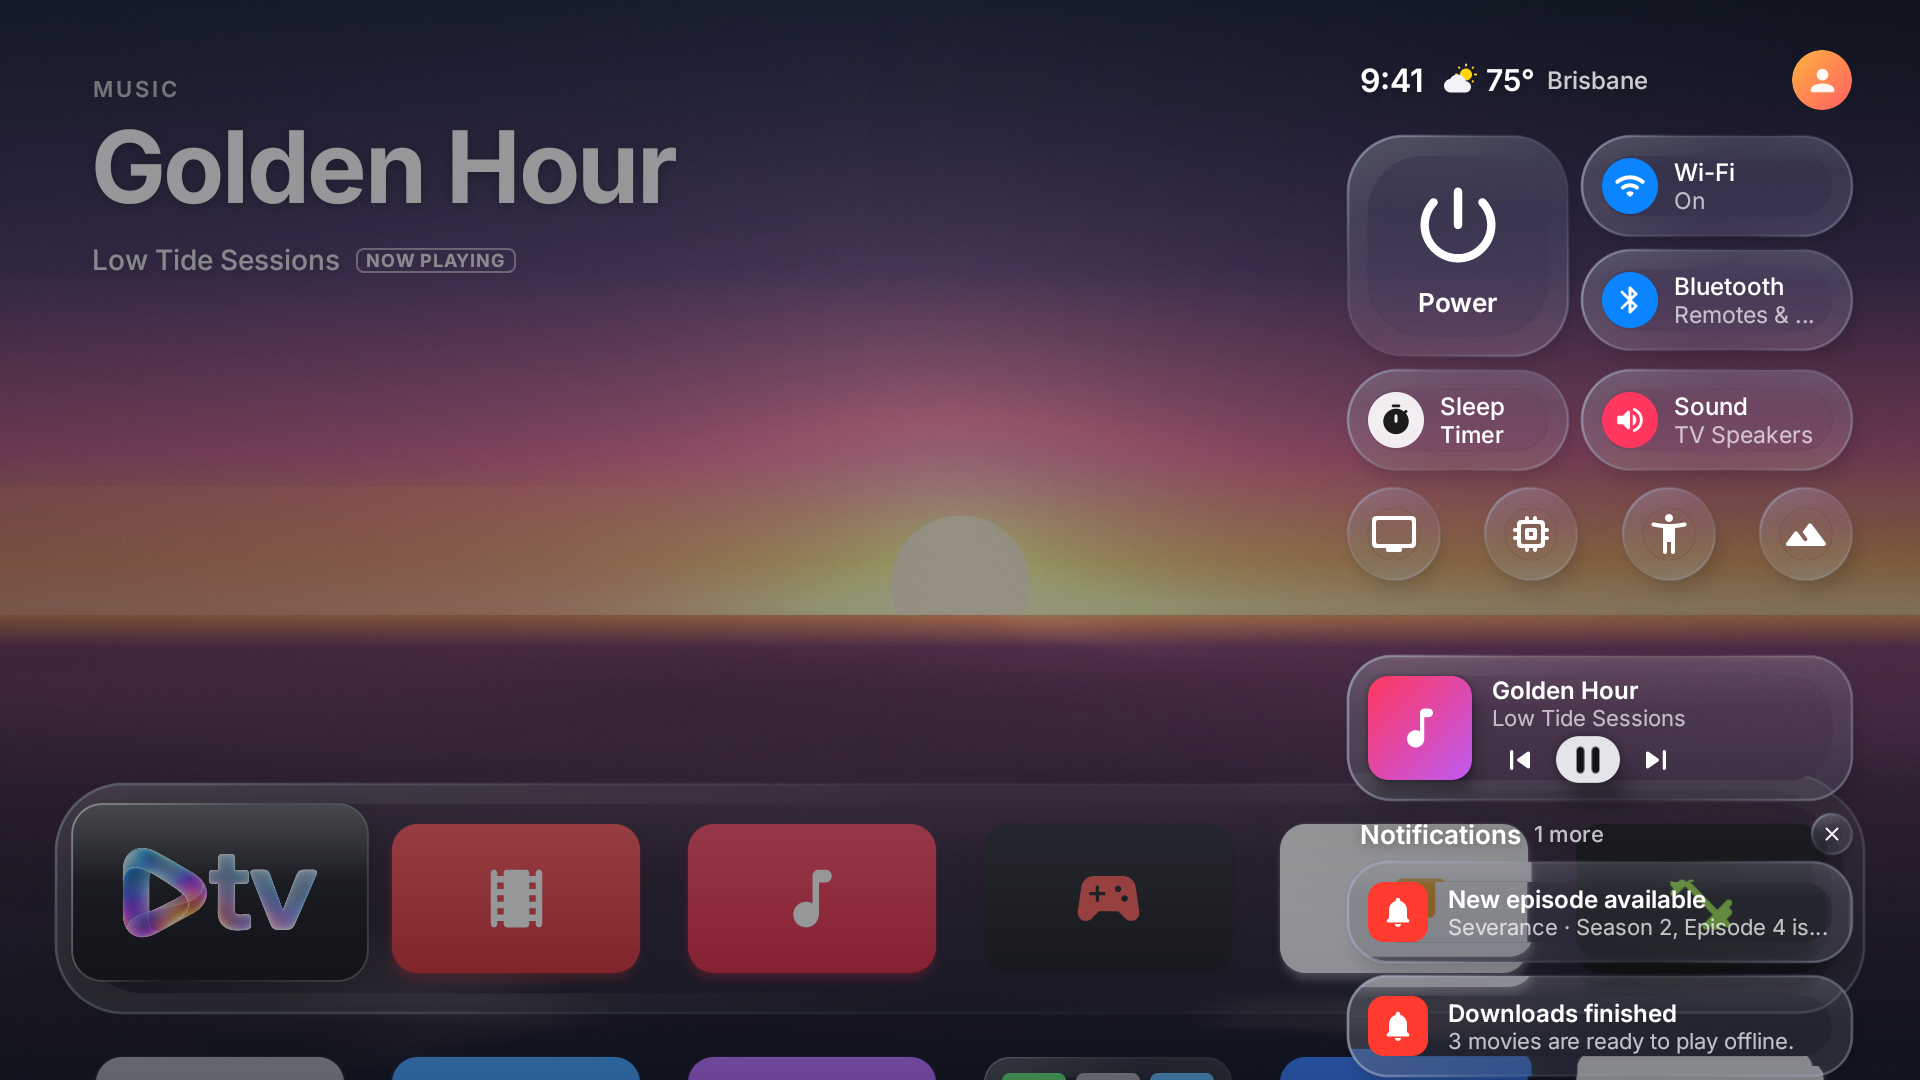 MUSIC
Golden Hour
Low Tide Sessions NOW PLAYING
9:41 75° Brisbane
Power
Wi-Fi
On
Bluetooth
Remotes & ...
Sleep
Timer
Sound
TV Speakers
Golden Hour
Low Tide Sessions
Notifications 1 more
New episode available
Severance · Season 2, Episode 4 is...
Downloads finished
3 movies are ready to play offline.
tv